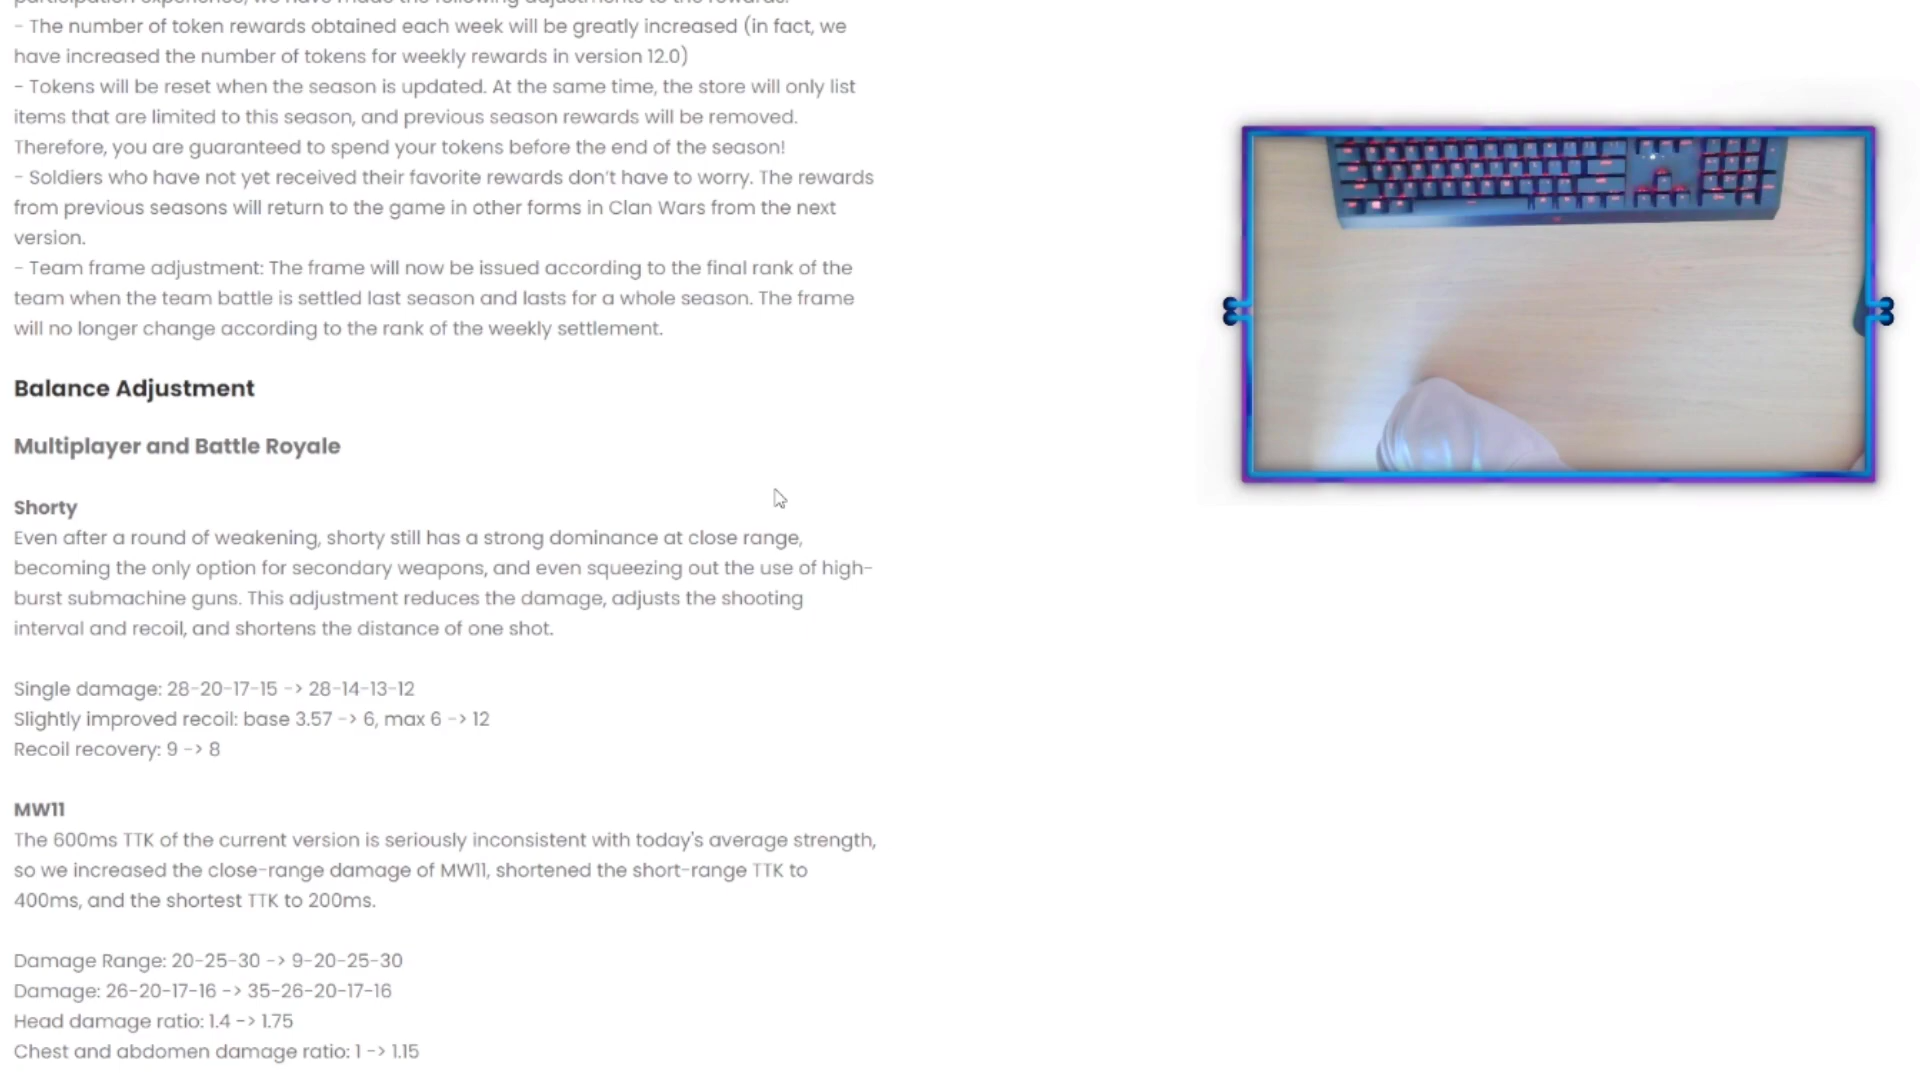 - The number of token rewards obtained each week will be greatly increased (in fact, we
have increased the number of tokens for weekly rewards in version 12.0)
- Tokens will be reset when the season is updated. At the same time, the store will only list
items that are limited to this season, and previous season rewards will be removed.
Therefore, you are guaranteed to spend your tokens before the end of the season!
- Soldiers who have not yet received their favorite rewards don't have to worry. The rewards
from previous seasons will return to the game in other forms in Clan Wars from the next
version.
- Team frame adjustment: The frame will now be issued according to the final rank of the
team when the team battle is settled last season and lasts for a whole season. The frame
will no longer change according to the rank of the weekly settlement.
Balance Adjustment
Multiplayer and Battle Royale
Shorty
Even after a round of weakening, shorty still has a strong dominance at close range,
becoming the only option for secondary weapons, and even squeezing out the use of high-
burst submachine guns. This adjustment reduces the damage, adjusts the shooting
interval and recoil, and shortens the distance of one shot.
Single damage: 28-20-17-15 -> 28-14-13-12
Slightly improved recoil: base 3.57 -> 6, max 6 -> 12
Recoil recovery: 9 -> 8
MW11
The 600ms TTK of the current version is seriously inconsistent with today's average strength,
so we increased the close-range damage of MW11, shortened the short-range TTK to
400ms, and the shortest TTK to 200ms.
Damage Range: 20-25-30 -> 9-20-25-30
Damage: 26-20-17-16 -> 35-26-20-17-16
Head damage ratio: 1.4 -> 1.75
Chest and abdomen damage ratio: 1 -> 1.15